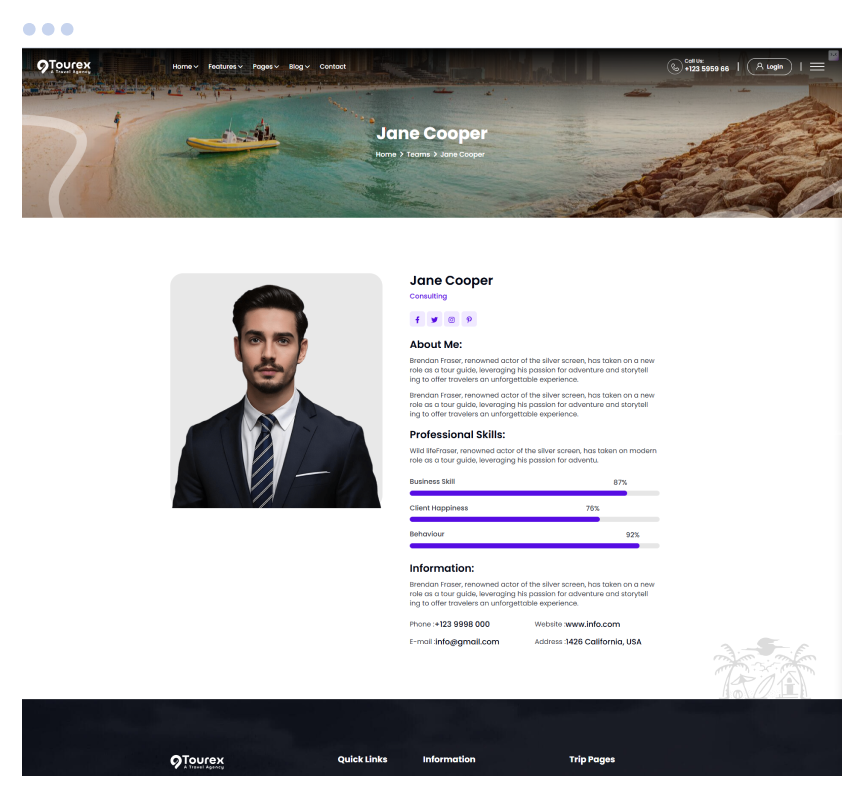 Tourex
A Travel Agency
Home Features Pages Blog Contact
Call Us:
+123 5959 66
Login
Jane Cooper
Home > Teams > Jane Cooper
Jane Cooper
Consulting
About Me:
Brendan Fraser, renowned actor of the silver screen, has taken on a new
role as a tour guide, leveraging his passion for adventure and storytell
ing to offer travelers an unforgettable experience.
Brendan Fraser, renowned actor of the silver screen, has taken on a new
role as a tour guide, leveraging his passion for adventure and storytell
ing to offer travelers an unforgettable experience.
Professional Skills:
Wild lifeFraser, renowned actor of the silver screen, has taken on modern
role as a tour guide, leveraging his passion for adventu.
Business Skill 87%
Client Happiness 76%
Behaviour 92%
Information:
Brendan Fraser, renowned actor of the silver screen, has taken on a new
role as a tour guide, leveraging his passion for adventure and storytell
ing to offer travelers an unforgettable experience.
Phone :+123 9998 000 Website :www.info.com
E-mail :info@gmail.com Address :1426 California, USA
Tourex
A Travel Agency
Quick Links Information Trip Pages